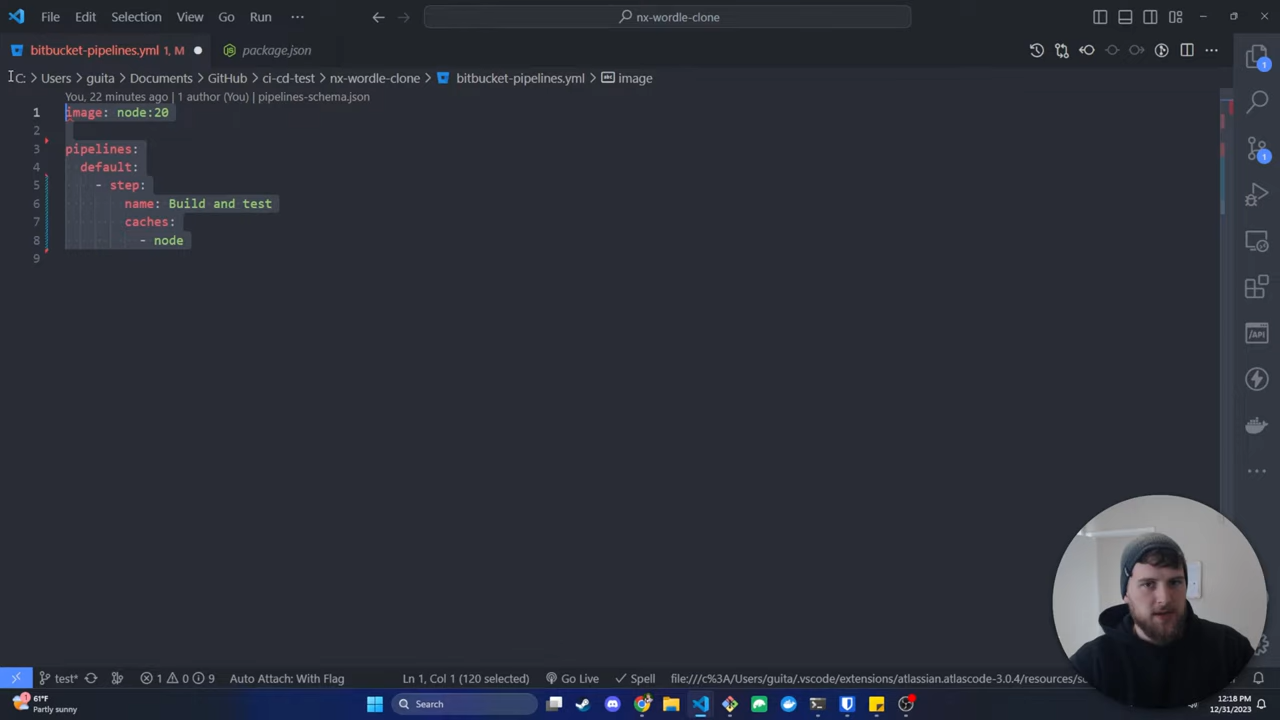 File Edit Selection View Go Run ··· nx-wordle-clone
bitbucket-pipelines.yml 1, M package.json
C: > Users > guita > Documents > GitHub > ci-cd-test > nx-wordle-clone > bitbucket-pipelines.yml > image
You, 22 minutes ago | 1 author (You) | pipelines-schema.json
1 image: node:20
2
3 pipelines:
4 default:
5 - step:
6 name: Build and test
7 caches:
8 - node
9
1
1
/API
test* 1 0 9 Auto Attach: With Flag Ln 1, Col 1 (120 selected) Go Live Spell file:///c%3A/Users/guita/.vscode/extensions/atlassian.atlascode-3.0.4/resources/sc
1 61°F
Partly sunny
Search
12:18 PM
12/31/2023